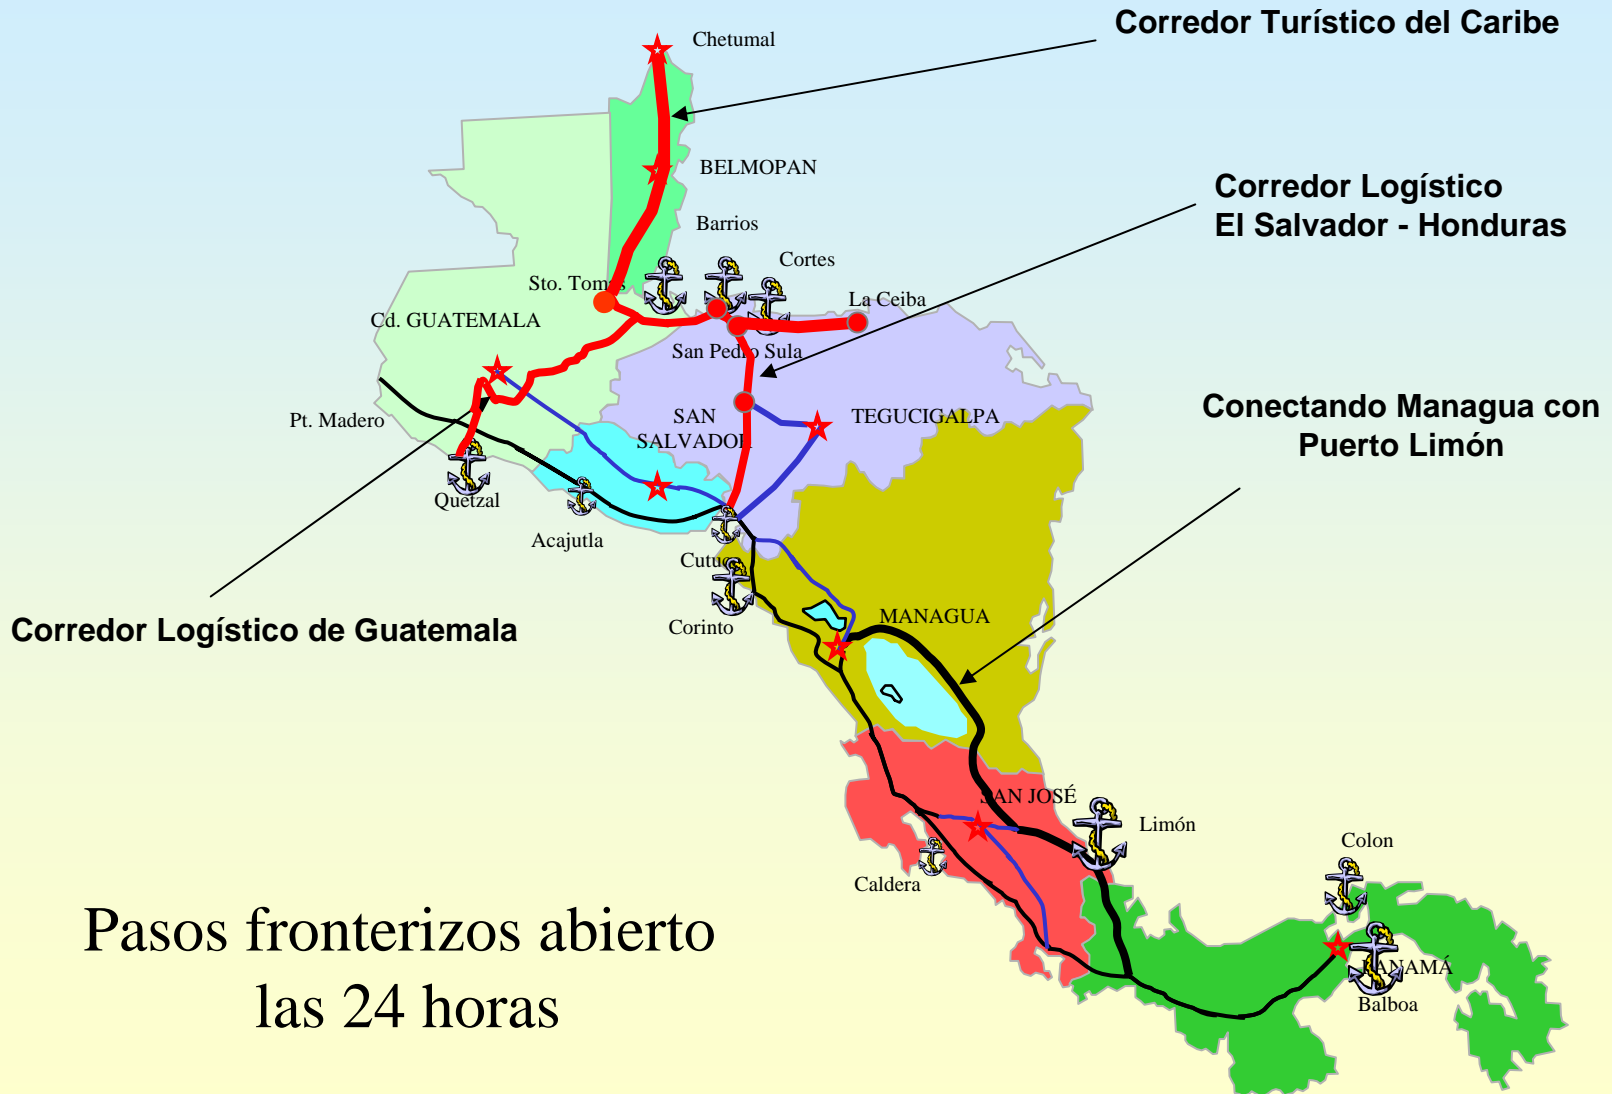 Corredor Turístico del Caribe
Chetumal
BELMOPAN
Corredor Logístico
El Salvador - Honduras
Barrios
Cortes
Sto. Tomas
La Ceiba
Cd. GUATEMALA
San Pedro Sula
Pt. Madero
SAN
SALVADOR
TEGUCIGALPA
Conectando Managua con
Puerto Limón
Quetzal
Acajutla
Cutuco
Corinto
MANAGUA
Corredor Logístico de Guatemala
SAN JOSÉ
Limón
Colon
Caldera
PANAMÁ
Balboa
Pasos fronterizos abierto
las 24 horas